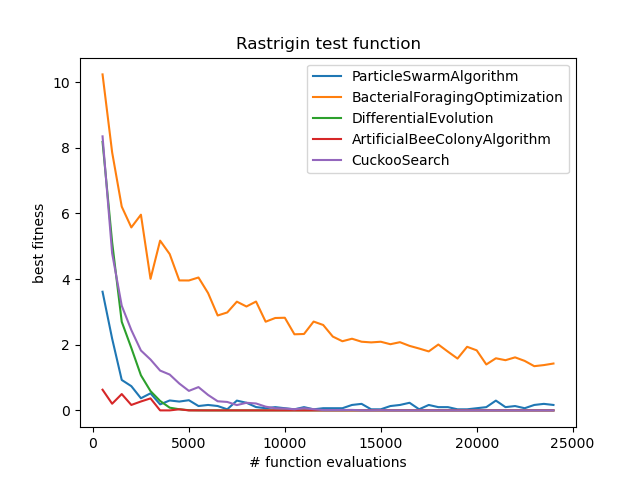 Rastrigin test function
best fitness
10
8
6
4
2
0
ParticleSwarmAlgorithm
BacterialForagingOptimization
DifferentialEvolution
ArtificialBeeColonyAlgorithm
CuckooSearch
0 5000 10000 15000 20000 25000
# function evaluations